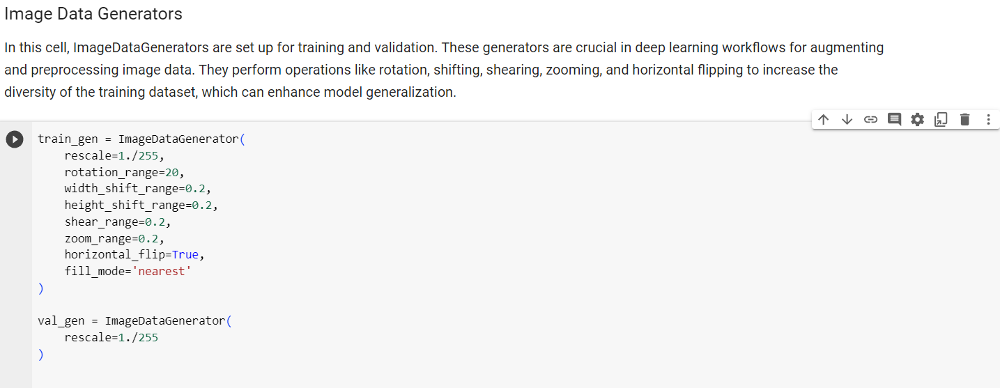 Image Data Generators
In this cell, ImageDataGenerators are set up for training and validation. These generators are crucial in deep learning workflows for augmenting
and preprocessing image data. They perform operations like rotation, shifting, shearing, zooming, and horizontal flipping to increase the
diversity of the training dataset, which can enhance model generalization.
train_gen = ImageDataGenerator(
    rescale=1./255,
    rotation_range=20,
    width_shift_range=0.2,
    height_shift_range=0.2,
    shear_range=0.2,
    zoom_range=0.2,
    horizontal_flip=True,
    fill_mode='nearest'
)
val_gen = ImageDataGenerator(
    rescale=1./255
)